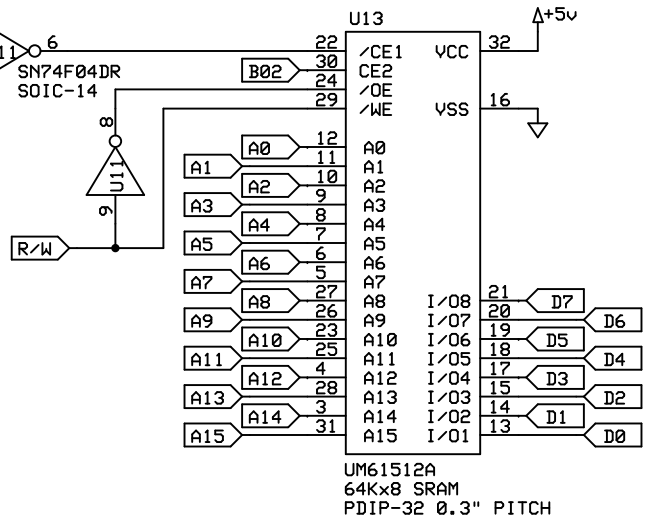 U13
+5v
11 6
SN74F04DR
SOIC-14
22 /CE1 VCC 32
B02 30 CE2
24 /OE
29 /WE VSS 16
8
U11
9
R/W
A0 12 A0
A1 11 A1
A2 10 A2
A3 9 A3
A4 8 A4
A5 7 A5
A6 6 A6
A7 5 A7
A8 27 A8 I/O8 21 D7
A9 26 A9 I/O7 20 D6
A10 23 A10 I/O6 19 D5
A11 25 A11 I/O5 18 D4
A12 4 A12 I/O4 17 D3
A13 28 A13 I/O3 15 D2
A14 3 A14 I/O2 14 D1
A15 31 A15 I/O1 13 D0
UM61512A
64Kx8 SRAM
PDIP-32 0.3" PITCH